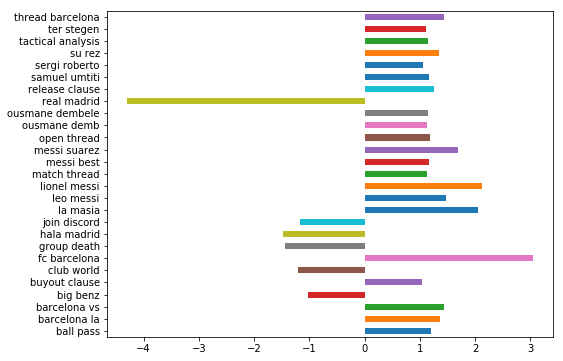 thread barcelona
ter stegen
tactical analysis
su rez
sergi roberto
samuel umtiti
release clause
real madrid
ousmane dembele
ousmane demb
open thread
messi suarez
messi best
match thread
lionel messi
leo messi
la masia
join discord
hala madrid
group death
fc barcelona
club world
buyout clause
big benz
barcelona vs
barcelona la
ball pass
−4 −3 −2 −1 0 1 2 3